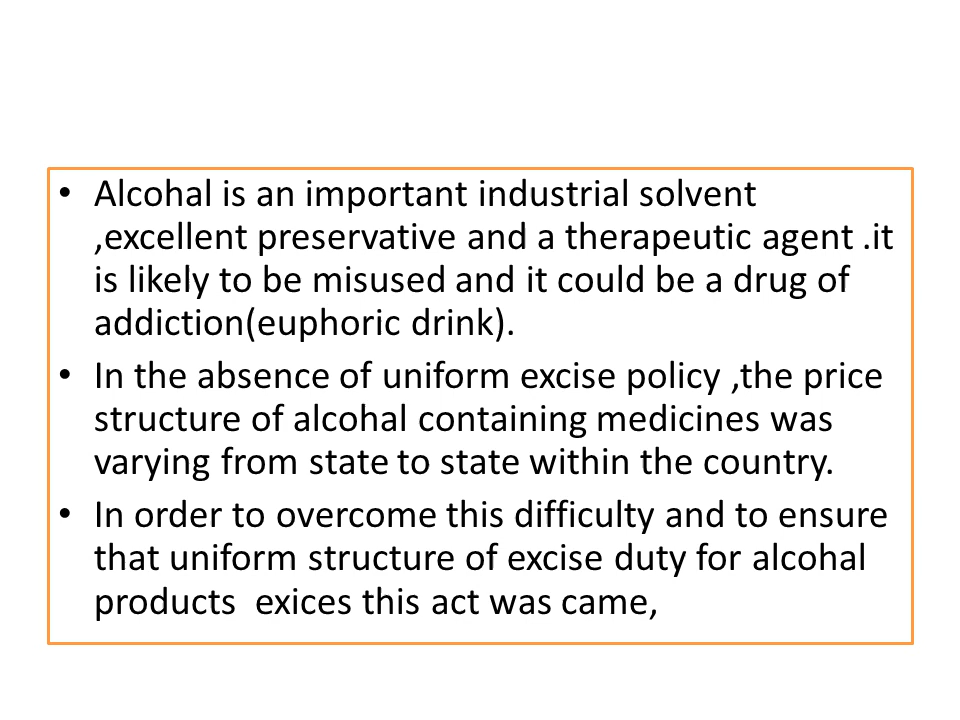 • Alcohal is an important industrial solvent
,excellent preservative and a therapeutic agent .it
is likely to be misused and it could be a drug of
addiction(euphoric drink).
• In the absence of uniform excise policy ,the price
structure of alcohal containing medicines was
varying from state to state within the country.
• In order to overcome this difficulty and to ensure
that uniform structure of excise duty for alcohal
products  exices this act was came,